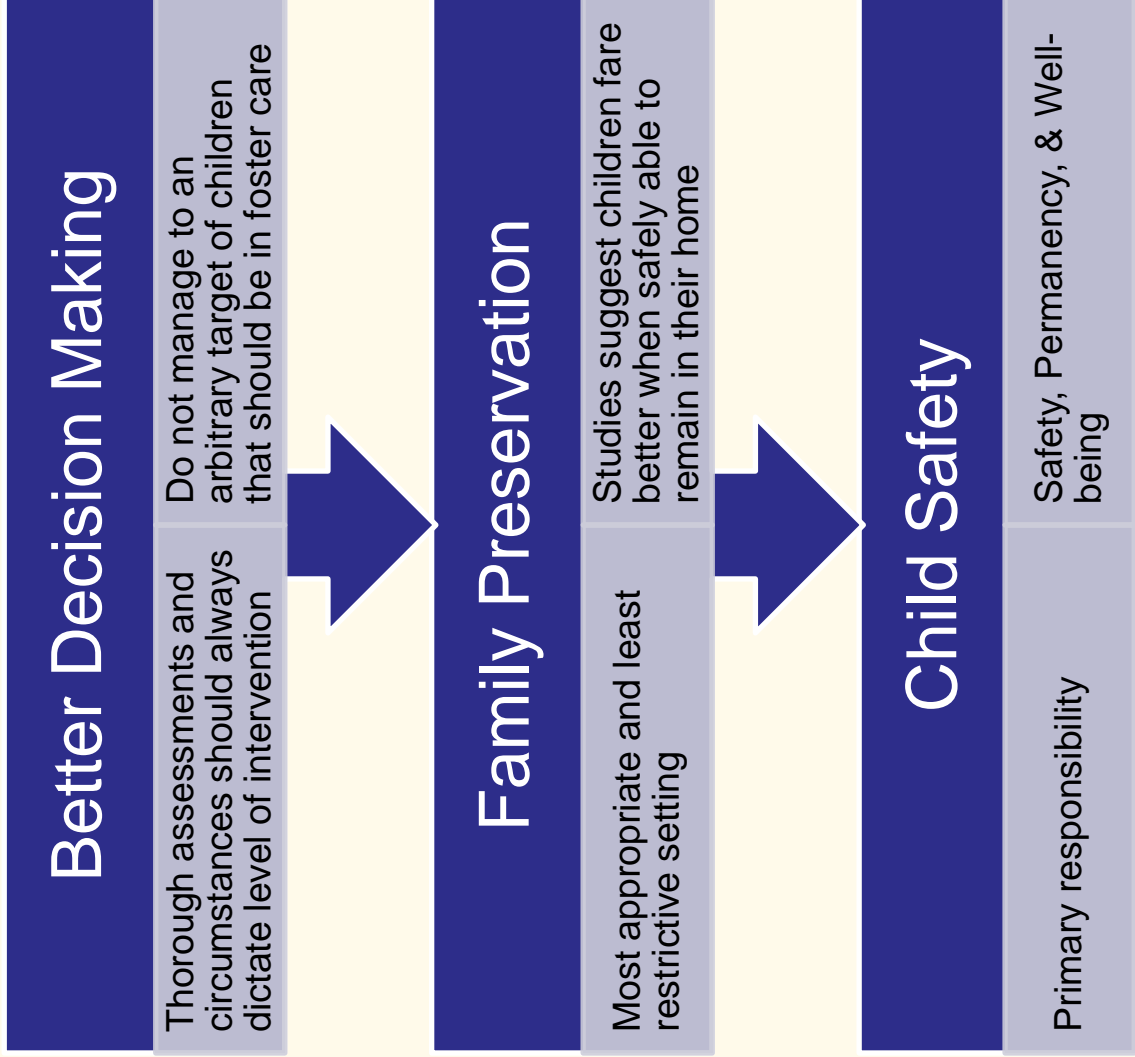 Better Decision Making
Thorough assessments and
circumstances should always
dictate level of intervention
Do not manage to an
arbitrary target of children
that should be in foster care
Family Preservation
Most appropriate and least
restrictive setting
Studies suggest children fare
better when safely able to
remain in their home
Child Safety
Primary responsibility
Safety, Permanency, & Well-
being